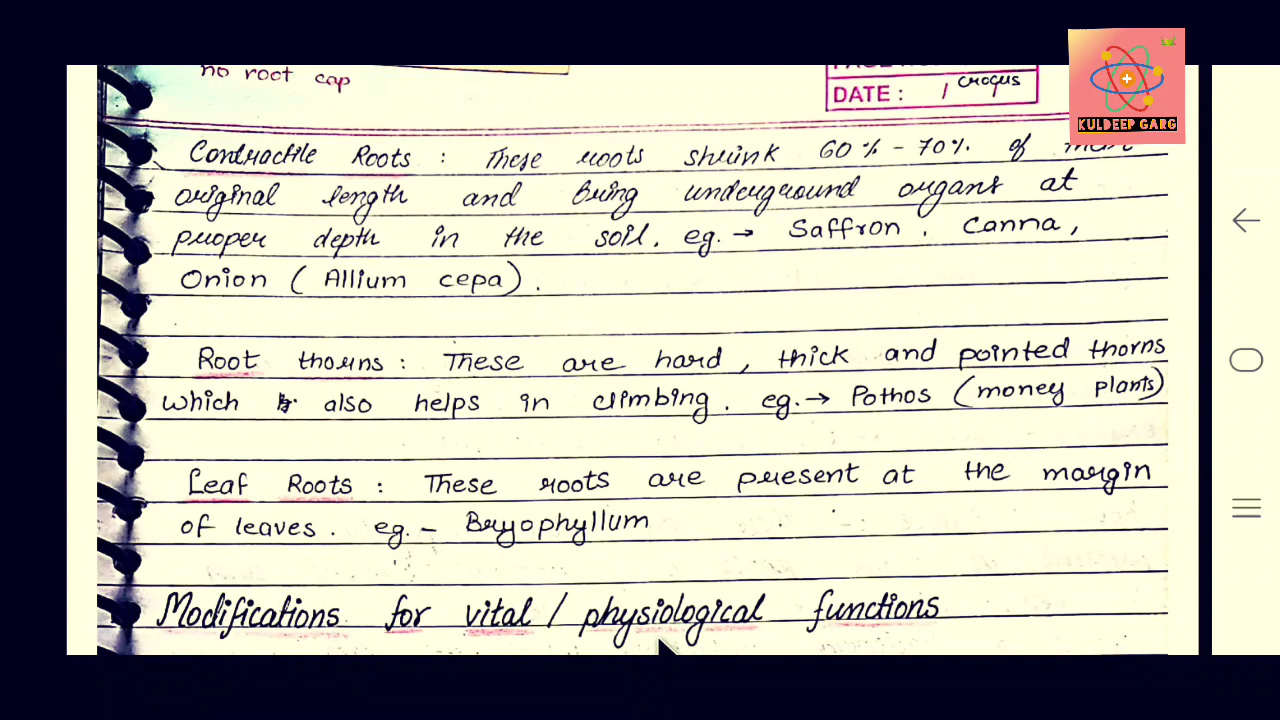 no root cap
DATE : / crocus /
KULDEEP GARG
Contractile Roots : These roots shrink 60% - 70% of their
original length and Bring underground organs at
proper depth in the soil. eg. → Saffron . Canna ,
Onion ( Allium cepa ) .
Root thorns : These are hard , thick and pointed thorns
which also helps in climbing . eg. → Pothos (money plants)
Leaf Roots : These roots are present at the margin
of leaves . eg. - Bryophyllum
Modifications for vital / physiological functions